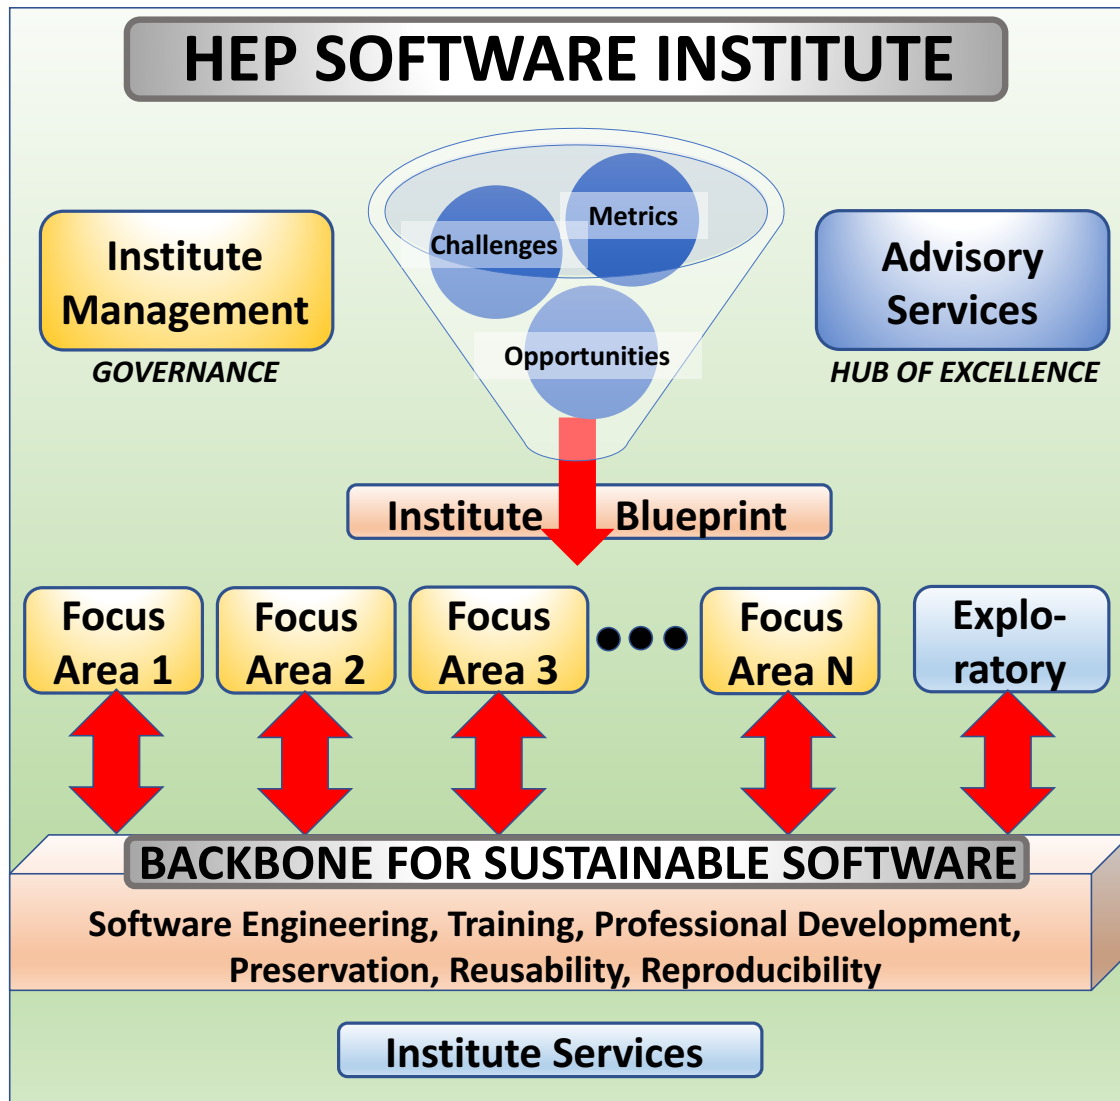 HEP SOFTWARE INSTITUTE
Institute
Management
GOVERNANCE
Challenges
Metrics
Opportunities
Advisory
Services
HUB OF EXCELLENCE
Institute Blueprint
Focus
Area 1
Focus
Area 2
Focus
Area 3
Focus
Area N
Explo-
ratory
BACKBONE FOR SUSTAINABLE SOFTWARE
Software Engineering, Training, Professional Development,
Preservation, Reusability, Reproducibility
Institute Services